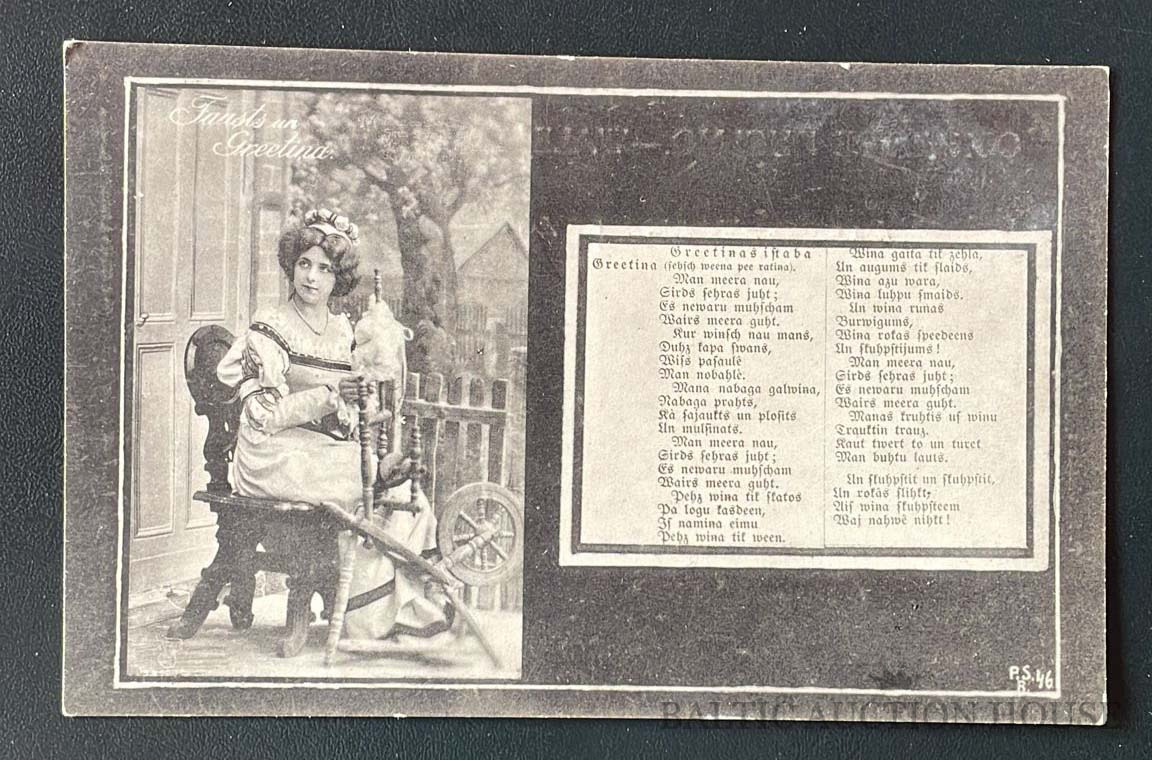 Fausts un
Greetina.
Greetinas iſtaba
Greetina (ſehſch weena pee ratina).
Man meera nau,
Sirds ſehras juht;
Es newaru muhſcham
Wairs meera guht.
Kur winſch nau mans,
Duhz kapa ſwans,
Wiſs paſaulē
Man nobahlē.
Mana nabaga galwina,
Nabaga prahts,
Kā ſajaukts un ploſits
Un mulſinats.
Man meera nau,
Sirds ſehras juht;
Es newaru muhſcham
Wairs meera guht.
Pehz wina tik ſkatos
Pa logu kasdeen,
Iſ namina eimu
Pehz wina tik ween.
Wina gaita tik zehla,
Un augums tik ſlaids,
Wina azu wara,
Wina luhpu ſmaids.
Un wina runas
Burwigums,
Wina rokas ſpeedeens
Un ſkuhpſtijums!
Man meera nau,
Sirds ſehras juht;
Es newaru muhſcham
Wairs meera guht.
Manas kruhtis uſ winu
Trauktin trauz.
Kaut twert to un turet
Man buhtu lauts.
Un ſkuhpſtit un ſkuhpſtit,
Un rokās ſlihkt,
Aiſ wina ſkuhpſteem
Waj nahwē nihkt!
P.S.
R. 46
BALTIC AUCTION HOUSE